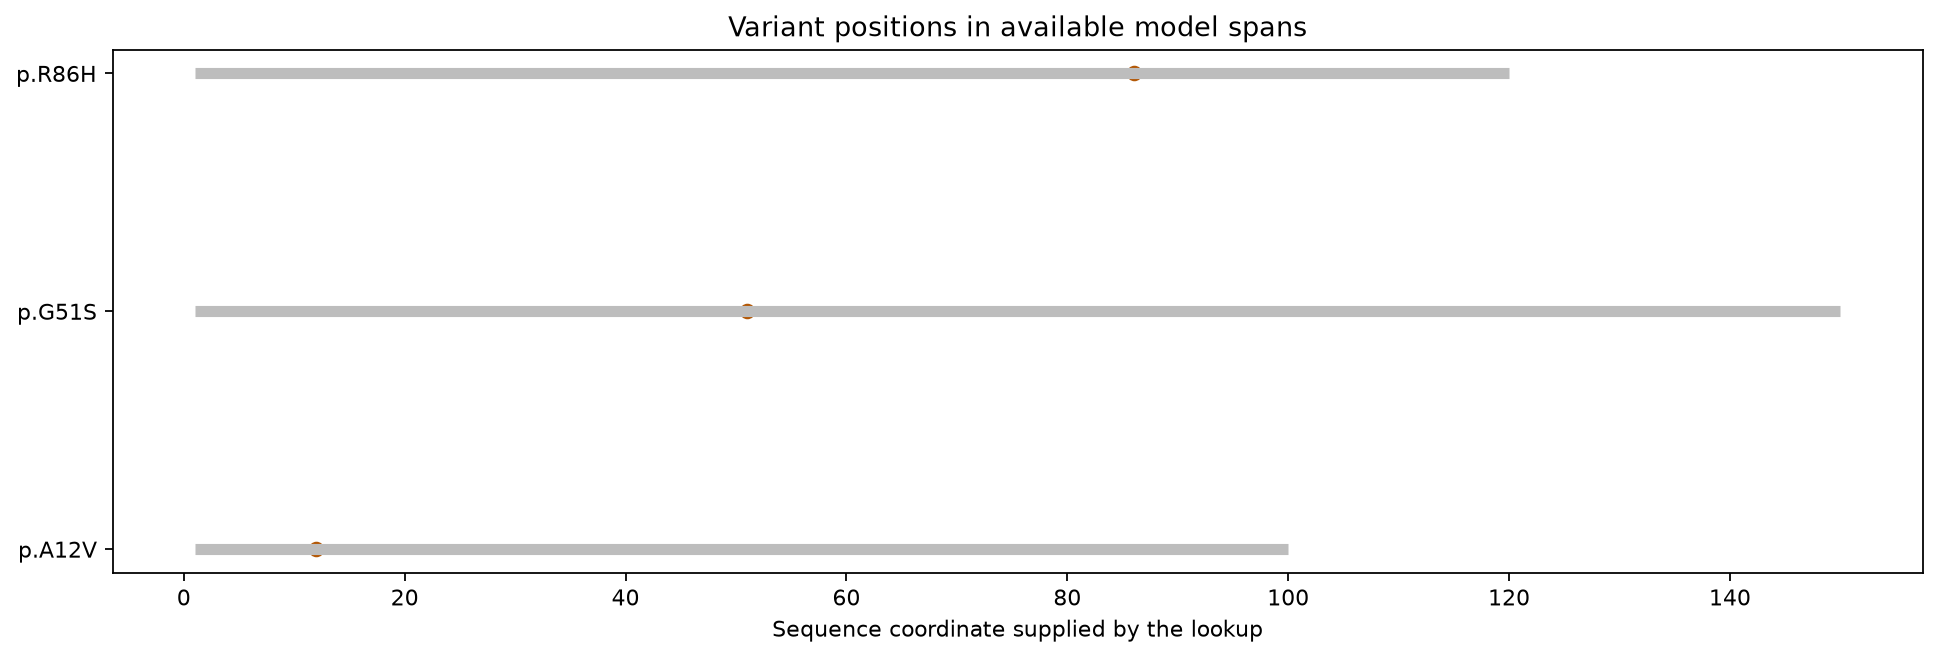 Variant positions in available model spans
p.R86H
p.G51S
p.A12V
0 20 40 60 80 100 120 140
Sequence coordinate supplied by the lookup